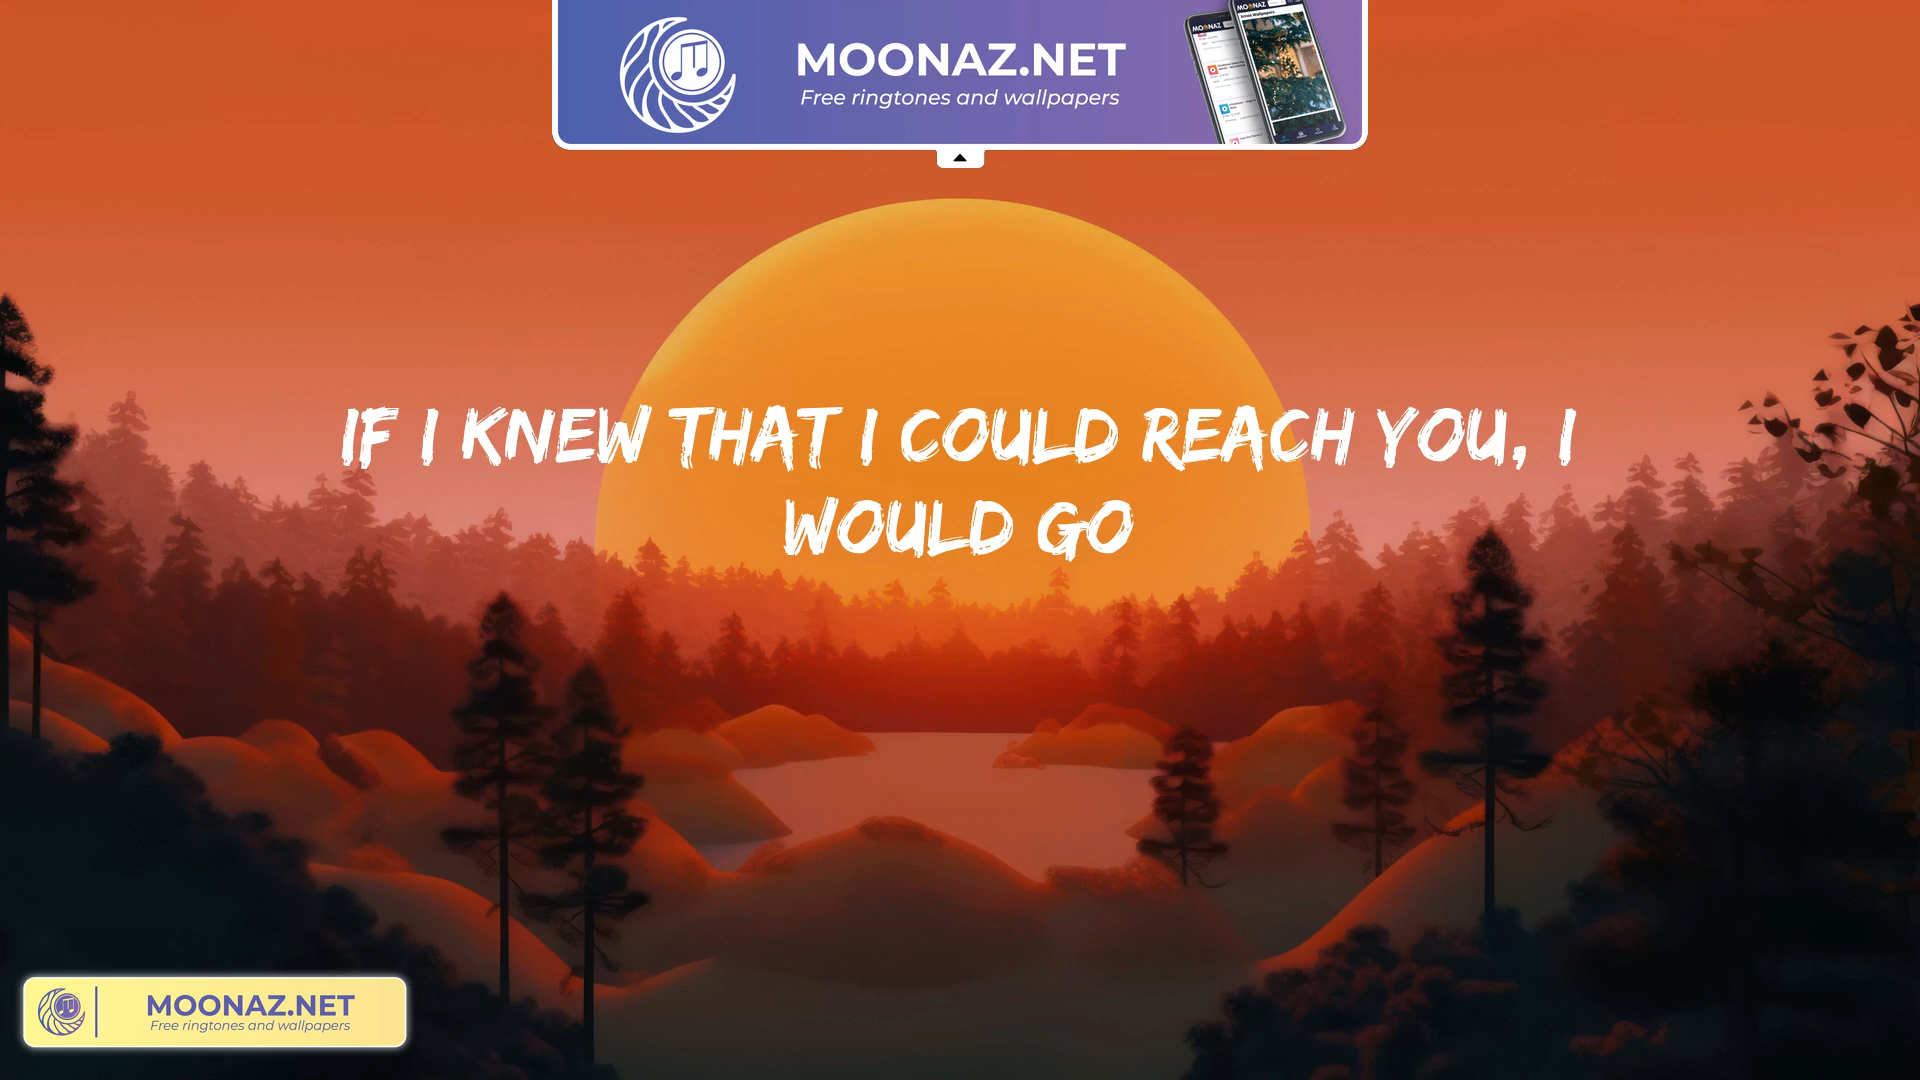 MOONAZ.NET
Free ringtones and wallpapers
IF I KNEW THAT I COULD REACH YOU, I
WOULD GO
MOONAZ.NET
Free ringtones and wallpapers